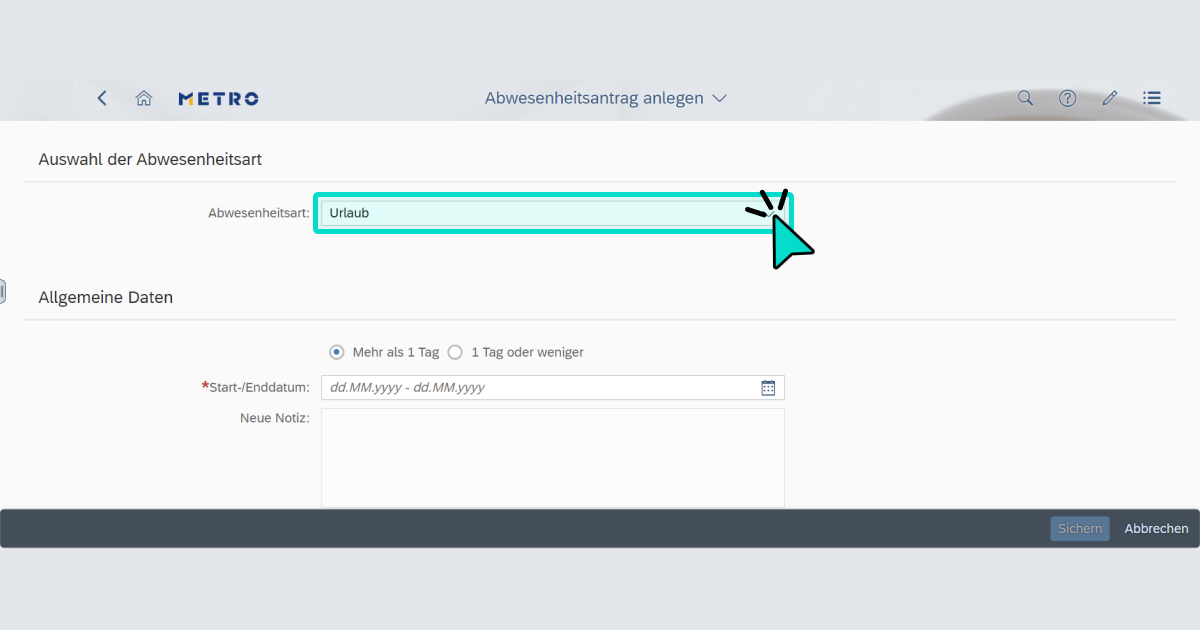 METRO
Abwesenheitsantrag anlegen
Auswahl der Abwesenheitsart
Abwesenheitsart: Urlaub
Allgemeine Daten
Mehr als 1 Tag 1 Tag oder weniger
*Start-/Enddatum: dd.MM.yyyy - dd.MM.yyyy
Neue Notiz:
Sichern Abbrechen